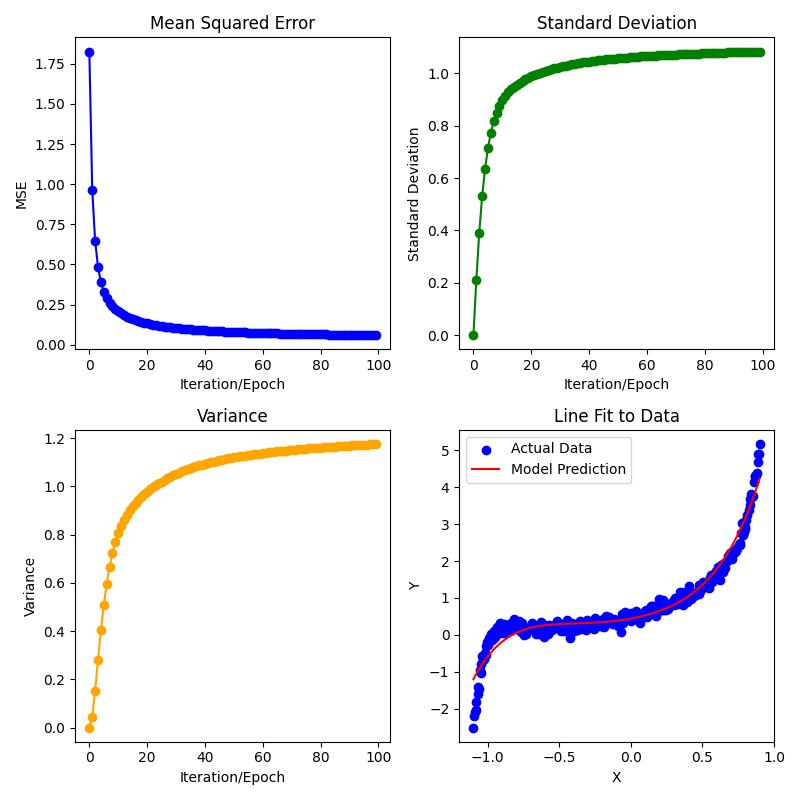 Mean Squared Error
MSE
1.75
1.50
1.25
1.00
0.75
0.50
0.25
0.00
0 20 40 60 80 100
Iteration/Epoch
Standard Deviation
Standard Deviation
1.0
0.8
0.6
0.4
0.2
0.0
0 20 40 60 80 100
Iteration/Epoch
Variance
Variance
1.2
1.0
0.8
0.6
0.4
0.2
0.0
0 20 40 60 80 100
Iteration/Epoch
Line Fit to Data
Actual Data
Model Prediction
Y
5
4
3
2
1
0
−1
−2
−1.0 −0.5 0.0 0.5 1.0
X